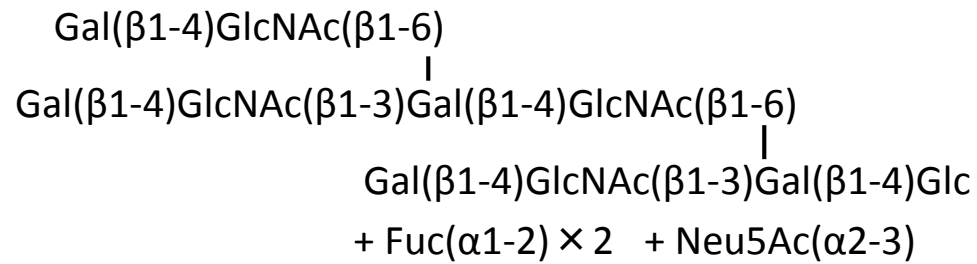 Gal(β1-4)GlcNAc(β1-6)
Gal(β1-4)GlcNAc(β1-3)Gal(β1-4)GlcNAc(β1-6)
Gal(β1-4)GlcNAc(β1-3)Gal(β1-4)Glc
+ Fuc(α1-2) × 2 + Neu5Ac(α2-3)